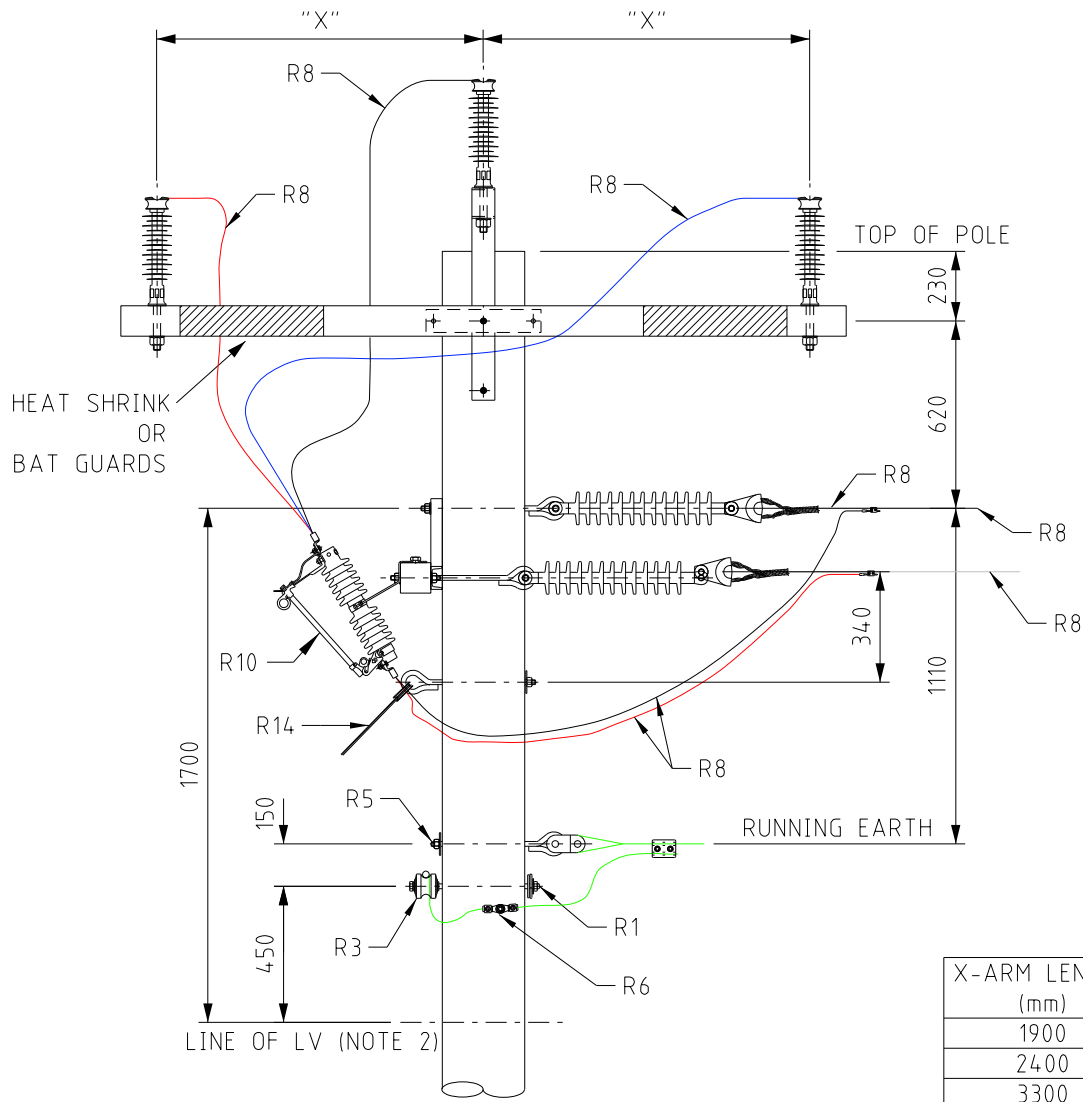 "X" "X"
R8
R8
R8
TOP OF POLE
230
HEAT SHRINK
OR
BAT GUARDS
620
R8
R8
R8
340
1110
R10
R14
R8
1700
R5
150
RUNNING EARTH
R3
R1
450
R6
LINE OF LV (NOTE 2)
X-ARM LEN
(mm)
1900
2400
3300